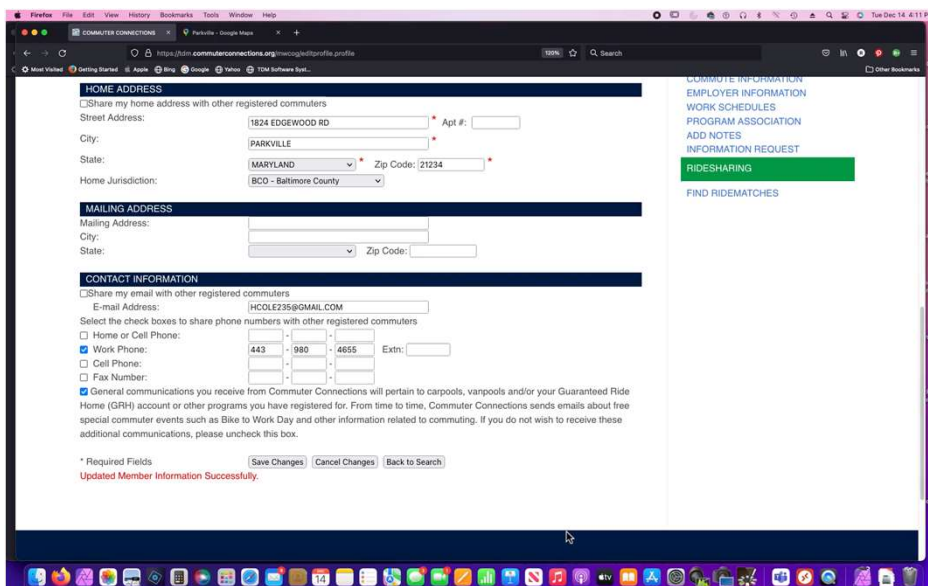 Firefox File Edit View History Bookmarks Tools Window Help
Tue Dec 14 4:11 P
COMMUTER CONNECTIONS
Parkville - Google Maps
https://tdm.commuterconnections.org/mwcog/editprofile.profile
120%
Search
Most Visited Getting Started Apple Bing Google Yahoo TDM Software Syst... Other Bookmarks
HOME ADDRESS
Share my home address with other registered commuters
Street Address: 1824 EDGEWOOD RD * Apt #:
City: PARKVILLE *
State: MARYLAND * Zip Code: 21234 *
Home Jurisdiction: BCO - Baltimore County
MAILING ADDRESS
Mailing Address:
City:
State: Zip Code:
CONTACT INFORMATION
Share my email with other registered commuters
E-mail Address: HCOLE235@GMAIL.COM
Select the check boxes to share phone numbers with other registered commuters
Home or Cell Phone: - -
Work Phone: 443 - 980 - 4655 Extn:
Cell Phone: - -
Fax Number: - -
General communications you receive from Commuter Connections will pertain to carpools, vanpools and/or your Guaranteed Ride
Home (GRH) account or other programs you have registered for. From time to time, Commuter Connections sends emails about free
special commuter events such as Bike to Work Day and other information related to commuting. If you do not wish to receive these
additional communications, please uncheck this box.
* Required Fields
Save Changes Cancel Changes Back to Search
Updated Member Information Successfully.
COMMUTE INFORMATION
EMPLOYER INFORMATION
WORK SCHEDULES
PROGRAM ASSOCIATION
ADD NOTES
INFORMATION REQUEST
RIDESHARING
FIND RIDEMATCHES
14
tv